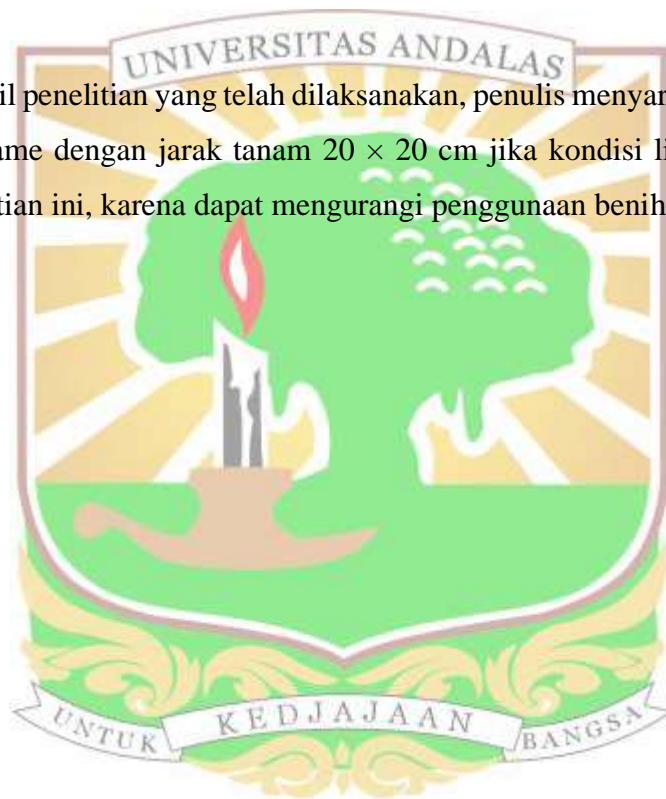 UNIVERSITAS ANDALAS
il penelitian yang telah dilaksanakan, penulis menyar
ame dengan jarak tanam 20 × 20 cm jika kondisi li
tian ini, karena dapat mengurangi penggunaan benih
UNTUK KEDJAJAAN BANGSA